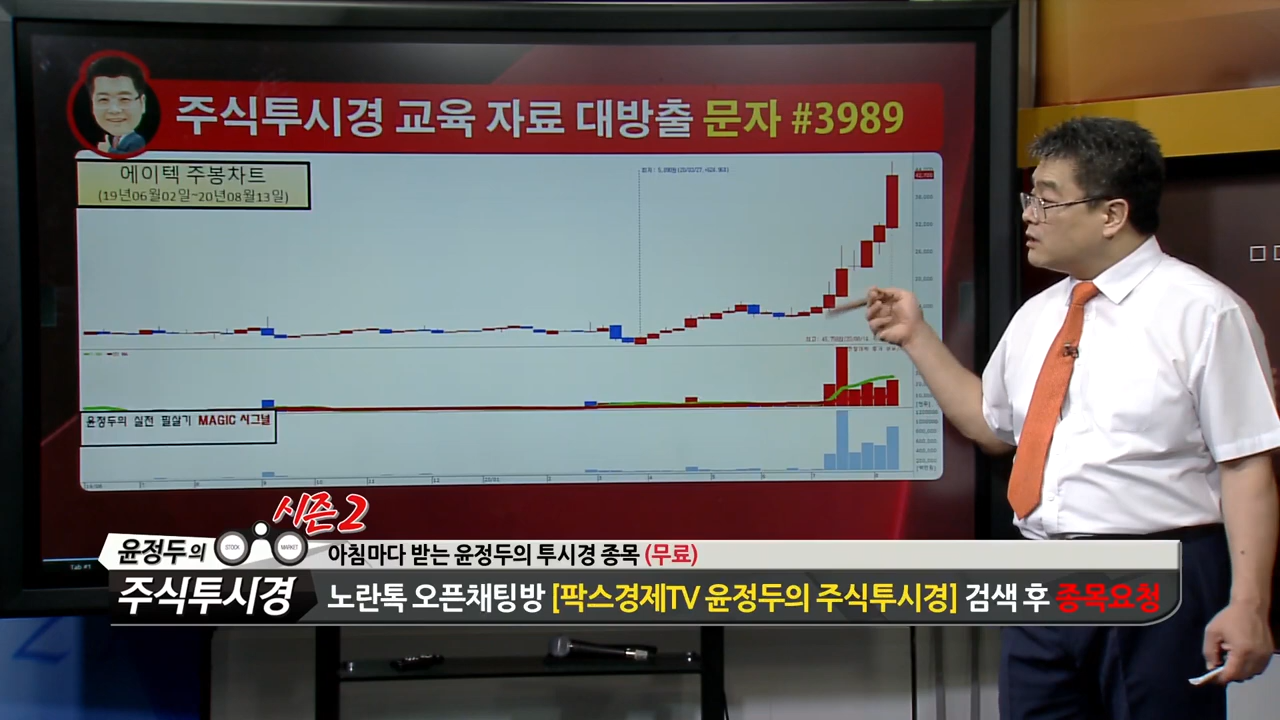 주식투시경 교육 자료 대방출 문자 #3989
에이텍 주봉차트
(19년06월02일~20년08월13일)
윤정두의 실전 필살기 MAGIC 시그널
Tab #1
시즌2
윤정두의
STOCK
MARKET
주식투시경
아침마다 받는 윤정두의 투시경 종목 (무료)
노란톡 오픈채팅방 [팍스경제TV 윤정두의 주식투시경] 검색 후 종목요청